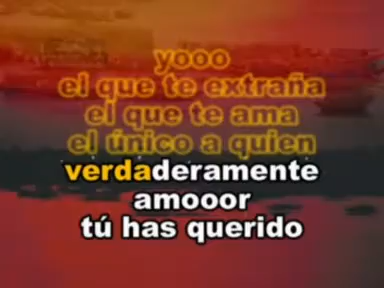 yooo
el que te extraña
el que te ama
el único a quien
verdaderamente
amooor
tú has querido